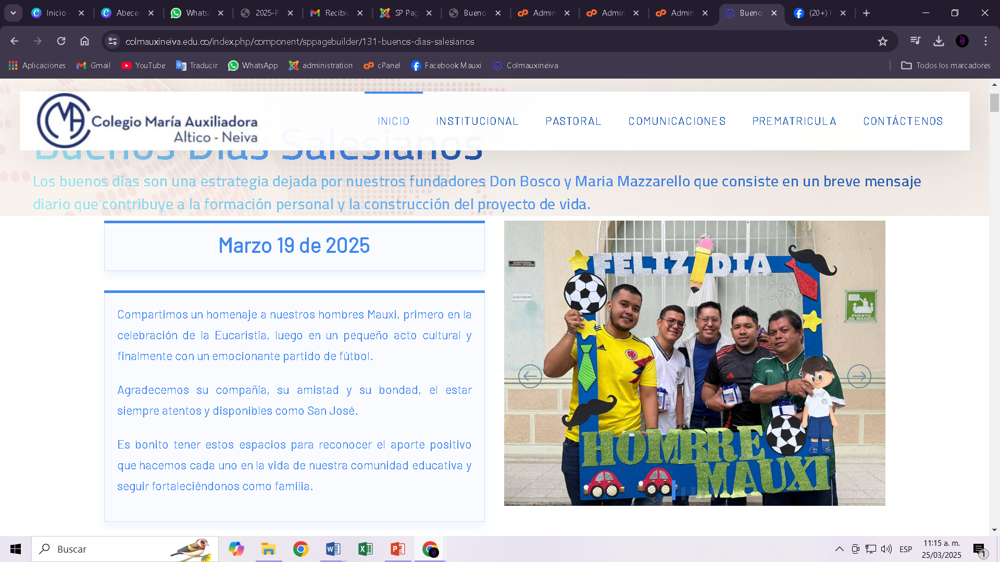 Inicio -
Abeced
WhatsA
2025-P
Recibid
SP Pag
Bueno
Admin
Admin
Admin
Bueno
(20+) F
colmauxineiva.edu.co/index.php/component/sppagebuilder/131-buenos-dias-salesianos
Aplicaciones
Gmail
YouTube
Traducir
WhatsApp
administration
cPanel
Facebook Mauxi
Colmauxineiva
Todos los marcadores
Colegio María Auxiliadora
Altico - Neiva
INICIO
INSTITUCIONAL
PASTORAL
COMUNICACIONES
PREMATRICULA
CONTÁCTENOS
Buenos Días Salesianos
Los buenos días son una estrategia dejada por nuestros fundadores Don Bosco y Maria Mazzarello que consiste en un breve mensaje
diario que contribuye a la formación personal y la construcción del proyecto de vida.
Marzo 19 de 2025
Compartimos un homenaje a nuestros hombres Mauxi, primero en la
celebración de la Eucaristía, luego en un pequeño acto cultural y
finalmente con un emocionante partido de fútbol.
Agradecemos su compañía, su amistad y su bondad, el estar
siempre atentos y disponibles como San José.
Es bonito tener estos espacios para reconocer el aporte positivo
que hacemos cada uno en la vida de nuestra comunidad educativa y
seguir fortaleciéndonos como familia.
FELIZ DIA
AUDITORIO
LAURA VICUÑA
AUDITORIUM
PUESTO
DE MANDO
HOMBRE
MAUXI
Buscar
ESP
11:15 a. m.
25/03/2025
1